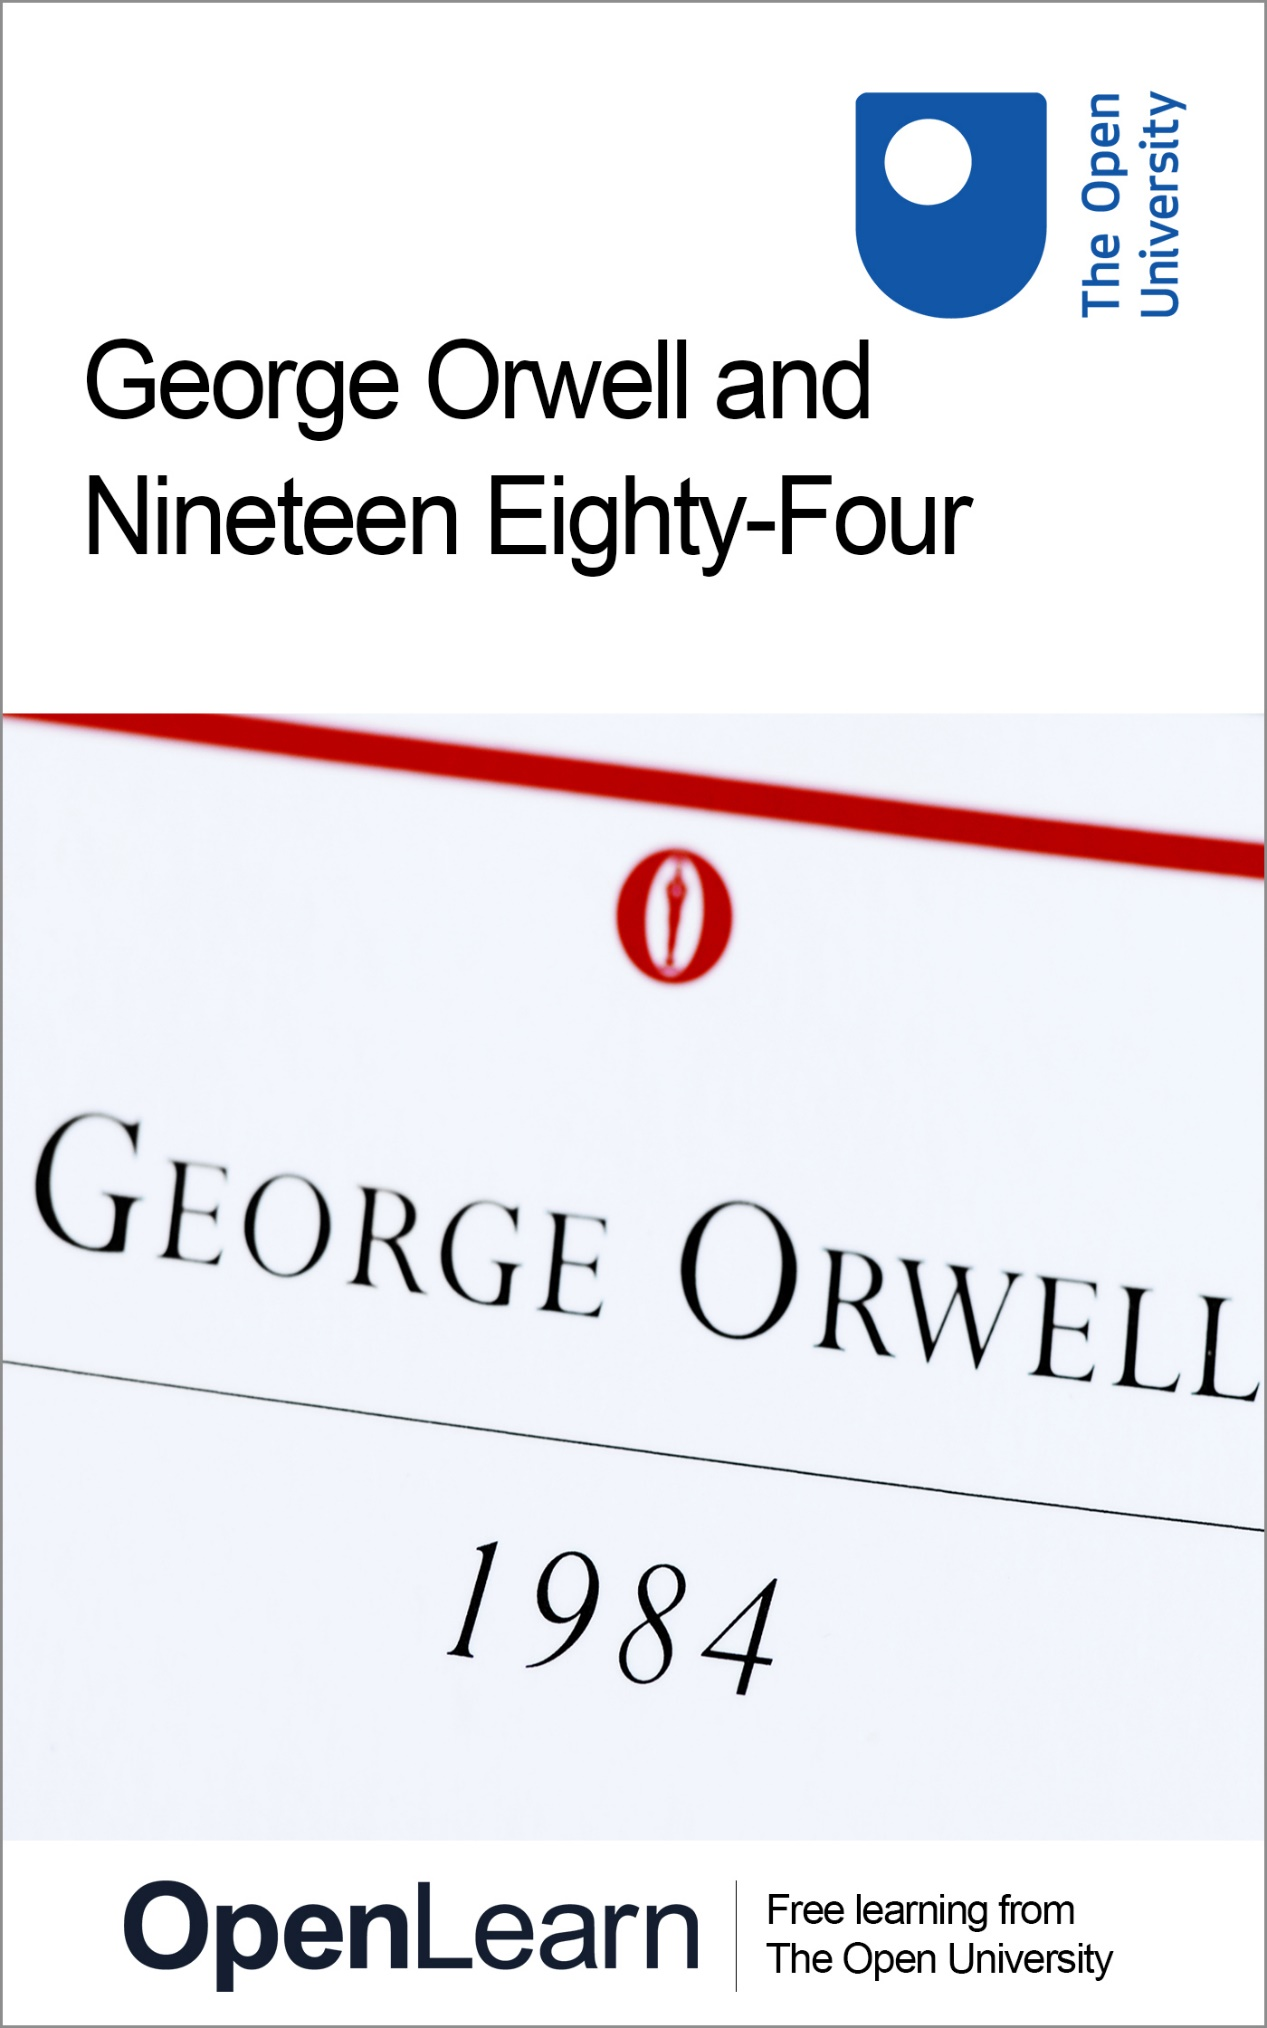 The Open
University
George Orwell and
Nineteen Eighty-Four
GEORGE ORWELL
1984
OpenLearn
Free learning from
The Open University